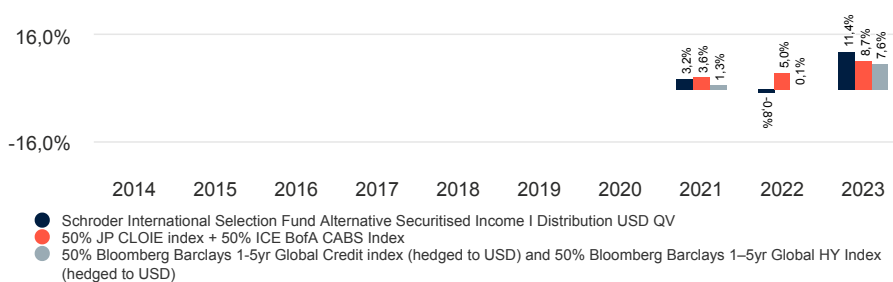 16,0%
-16,0%
3,2%
3,6%
1,3%
-0,8%
5,0%
0,1%
11,4%
8,7%
7,6%
2014 2015 2016 2017 2018 2019 2020 2021 2022 2023
Schroder International Selection Fund Alternative Securitised Income I Distribution USD QV
50% JP CLOIE index + 50% ICE BofA CABS Index
50% Bloomberg Barclays 1-5yr Global Credit index (hedged to USD) and 50% Bloomberg Barclays 1–5yr Global HY Index
(hedged to USD)